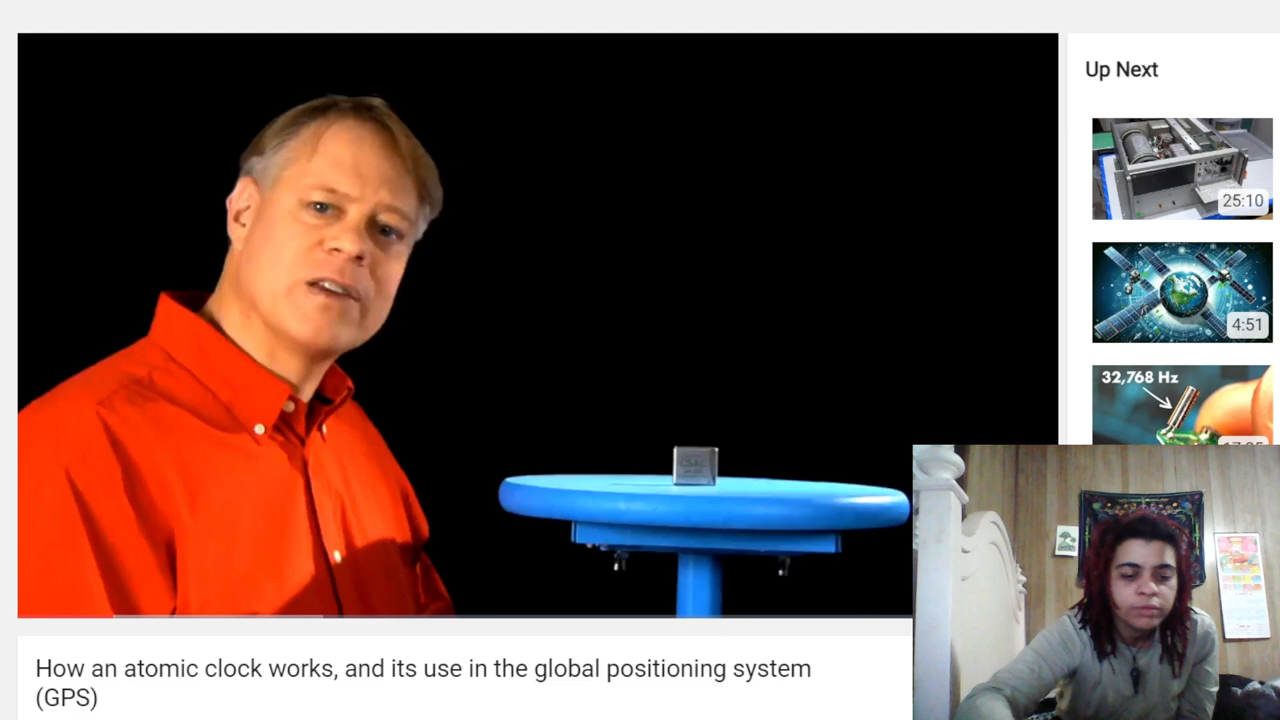 Up Next
25:10
4:51
32,768 Hz
How an atomic clock works, and its use in the global positioning system
(GPS)